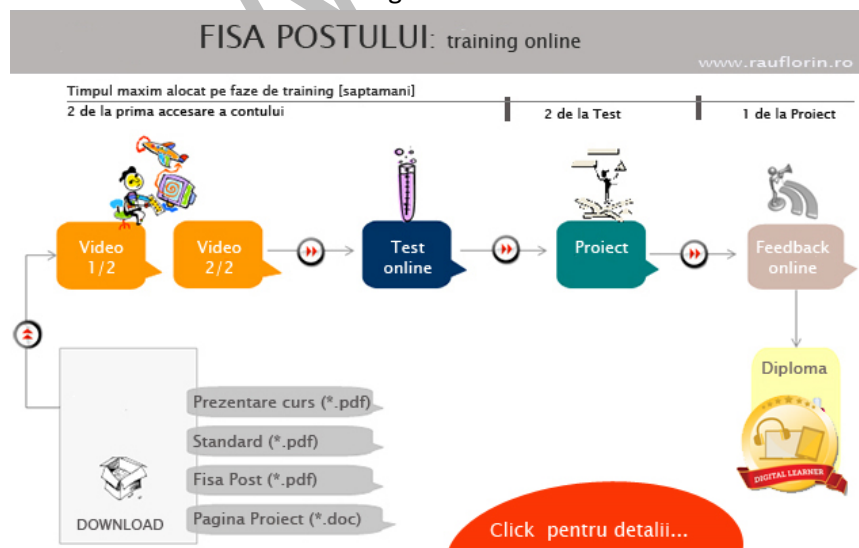 FISA POSTULUI: training online
www.rauflorin.ro
Timpul maxim alocat pe faze de training [saptamani]
2 de la prima accesare a contului
2 de la Test
1 de la Proiect
Video
1/2
Video
2/2
Test
online
Proiect
Feedback
online
Diploma
DIGITAL LEARNER
Prezentare curs (*.pdf)
Standard (*.pdf)
Fisa Post (*.pdf)
Pagina Proiect (*.doc)
DOWNLOAD
Click pentru detalii...